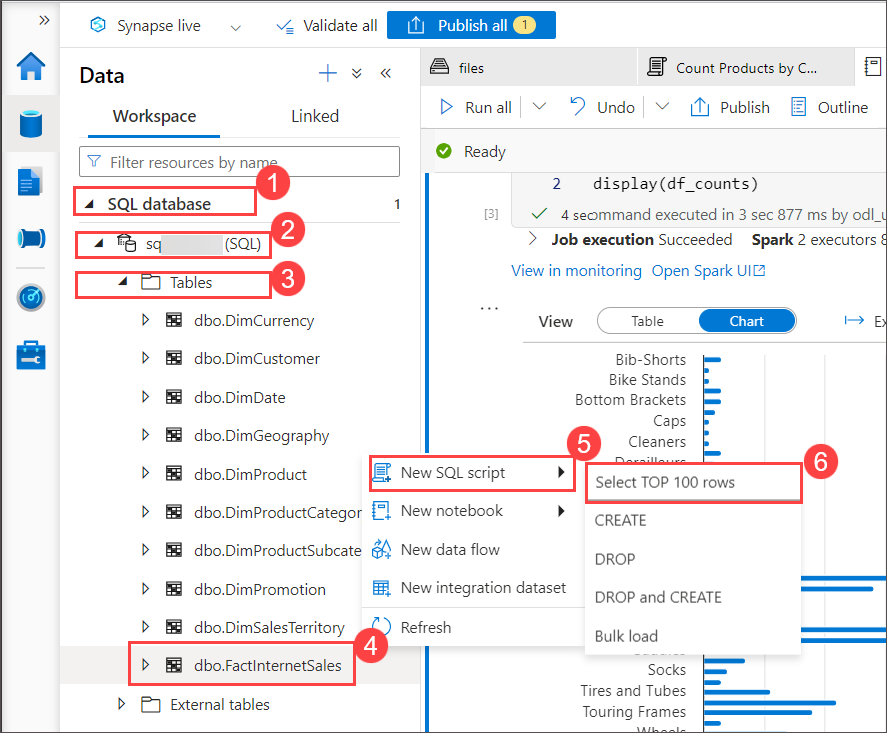 Synapse live
Validate all
Publish all 1
Data
Workspace
Linked
Filter resources by name
SQL database 1
1
sq (SQL)
2
Tables
3
dbo.DimCurrency
dbo.DimCustomer
dbo.DimDate
dbo.DimGeography
dbo.DimProduct
dbo.DimProductCategor
dbo.DimProductSubcate
dbo.DimPromotion
dbo.DimSalesTerritory
dbo.FactInternetSales
4
External tables
New SQL script
5
New notebook
New data flow
New integration dataset
Refresh
Select TOP 100 rows
6
CREATE
DROP
DROP and CREATE
Bulk load
files
Count Products by C...
Run all
Undo
Publish
Outline
Ready
2 display(df_counts)
[3]
4 sec
ommand executed in 3 sec 877 ms by odl_u
Job execution Succeeded Spark 2 executors 8
View in monitoring Open Spark UI
...
View
Table
Chart
Ex
Bib-Shorts
Bike Stands
Bottom Brackets
Caps
Cleaners
Derailleurs
Socks
Tires and Tubes
Touring Frames
Wheels